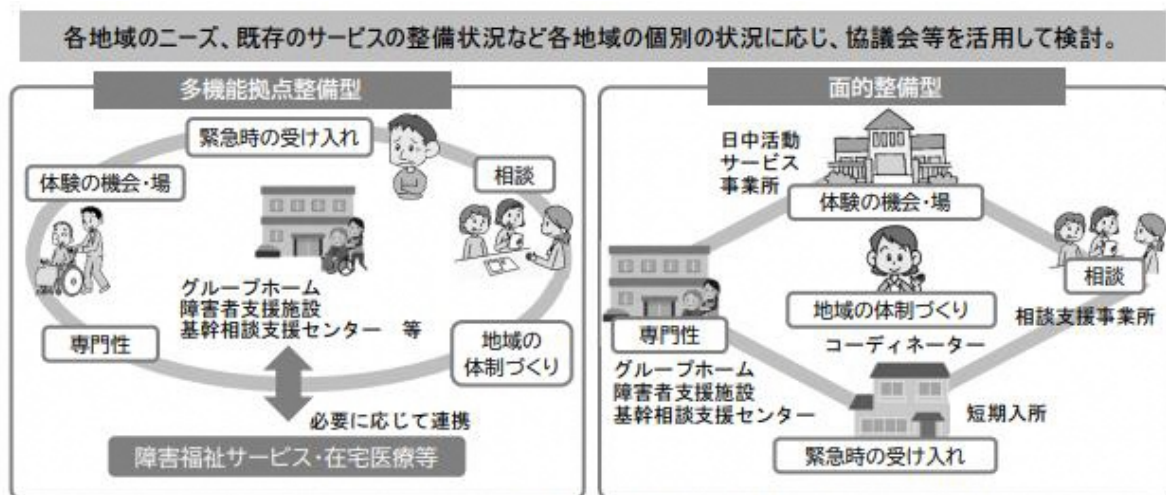 各地域のニーズ、既存のサービスの整備状況など各地域の個別の状況に応じ、協議会等を活用して検討。
多機能拠点整備型
緊急時の受け入れ
体験の機会・場
相談
グループホーム
障害者支援施設
基幹相談支援センター 等
専門性
地域の
体制づくり
必要に応じて連携
障害福祉サービス・在宅医療等
面的整備型
日中活動
サービス
事業所
体験の機会・場
相談
相談支援事業所
地域の体制づくり
コーディネーター
専門性
グループホーム
障害者支援施設
基幹相談支援センター
短期入所
緊急時の受け入れ